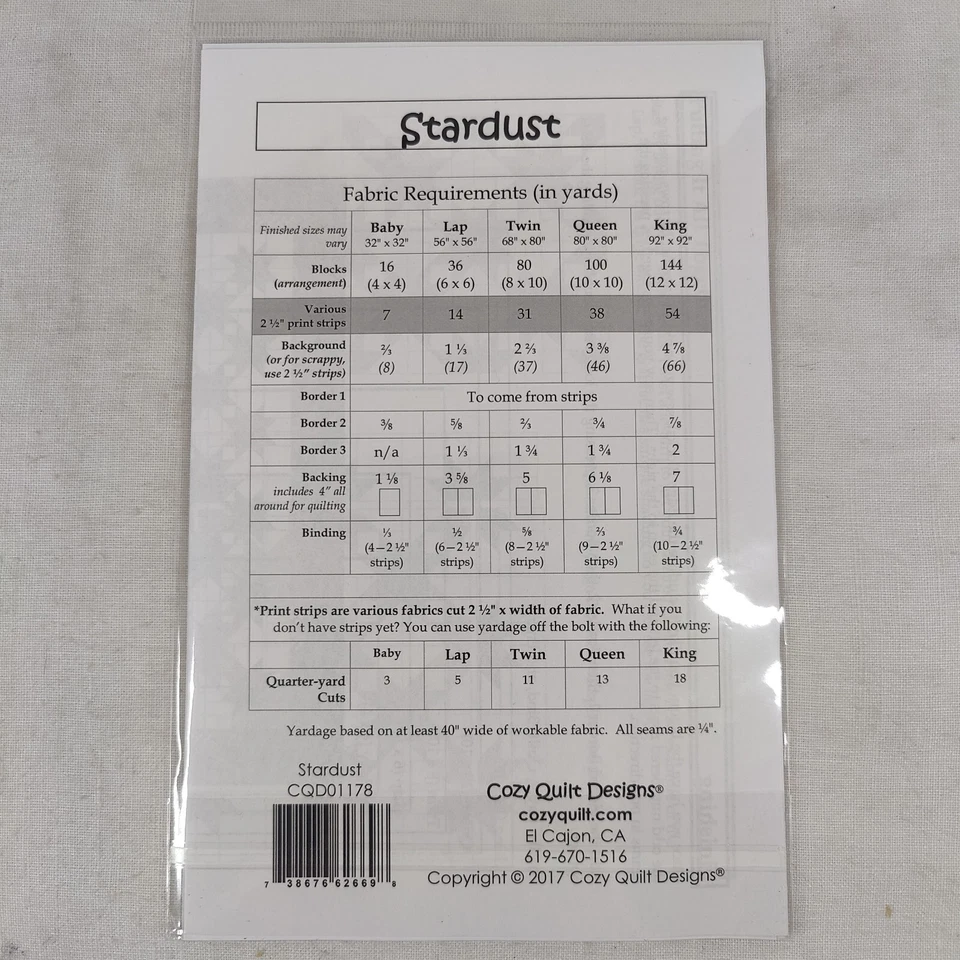 Stardust
Fabric Requirements (in yards)
Finished sizes may vary Baby 32" x 32" Lap 56" x 56" Twin 68" x 80" Queen 80" x 80" King 92" x 92"
Blocks (arrangement) 16 (4 x 4) 36 (6 x 6) 80 (8 x 10) 100 (10 x 10) 144 (12 x 12)
Various 2 ½" print strips 7 14 31 38 54
Background (or for scrappy, use 2 ½" strips) ⅔ (8) 1 ⅓ (17) 2 ⅔ (37) 3 ⅜ (46) 4 ⅞ (66)
Border 1 To come from strips
Border 2 ⅜ ⅝ ⅔ ¾ ⅞
Border 3 n/a 1 ⅓ 1 ¾ 1 ¾ 2
Backing includes 4" all around for quilting 1 ⅛ 3 ⅝ 5 6 ⅛ 7
Binding ⅓ (4—2 ½" strips) ½ (6—2 ½" strips) ⅝ (8—2 ½" strips) ⅔ (9—2 ½" strips) ¾ (10—2 ½" strips)
*Print strips are various fabrics cut 2 ½" x width of fabric. What if you
don't have strips yet? You can use yardage off the bolt with the following:
Baby Lap Twin Queen King
Quarter-yard Cuts 3 5 11 13 18
Yardage based on at least 40" wide of workable fabric. All seams are ¼".
Stardust
CQD01178
7 38676 62669 8
Cozy Quilt Designs®
cozyquilt.com
El Cajon, CA
619-670-1516
Copyright © 2017 Cozy Quilt Designs®